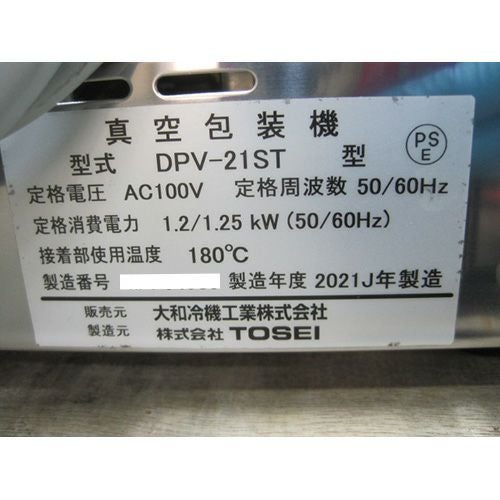 真空包装機
型式 DPV-21ST 型
PS
E
定格電圧 AC100V 定格周波数 50/60Hz
定格消費電力 1.2/1.25 kW (50/60Hz)
接着部使用温度 180℃
製造番号 製造年度 2021J年製造
販売元 大和冷機工業株式会社
製造元 株式会社 TOSEI